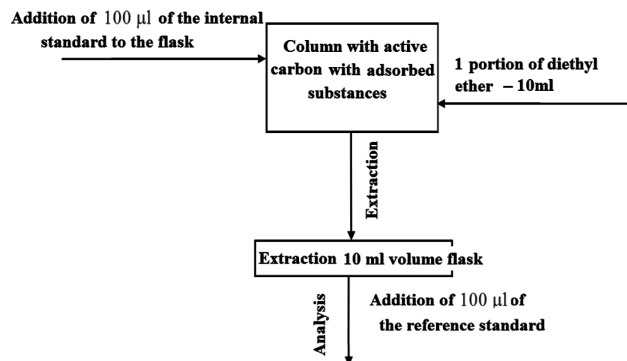 Addition of 100 μl of the internal
standard to the flask
Column with active
carbon with adsorbed
substances
1 portion of diethyl
ether – 10ml
Extraction
Extraction 10 ml volume flask
Analysis
Addition of 100 μl of
the reference standard